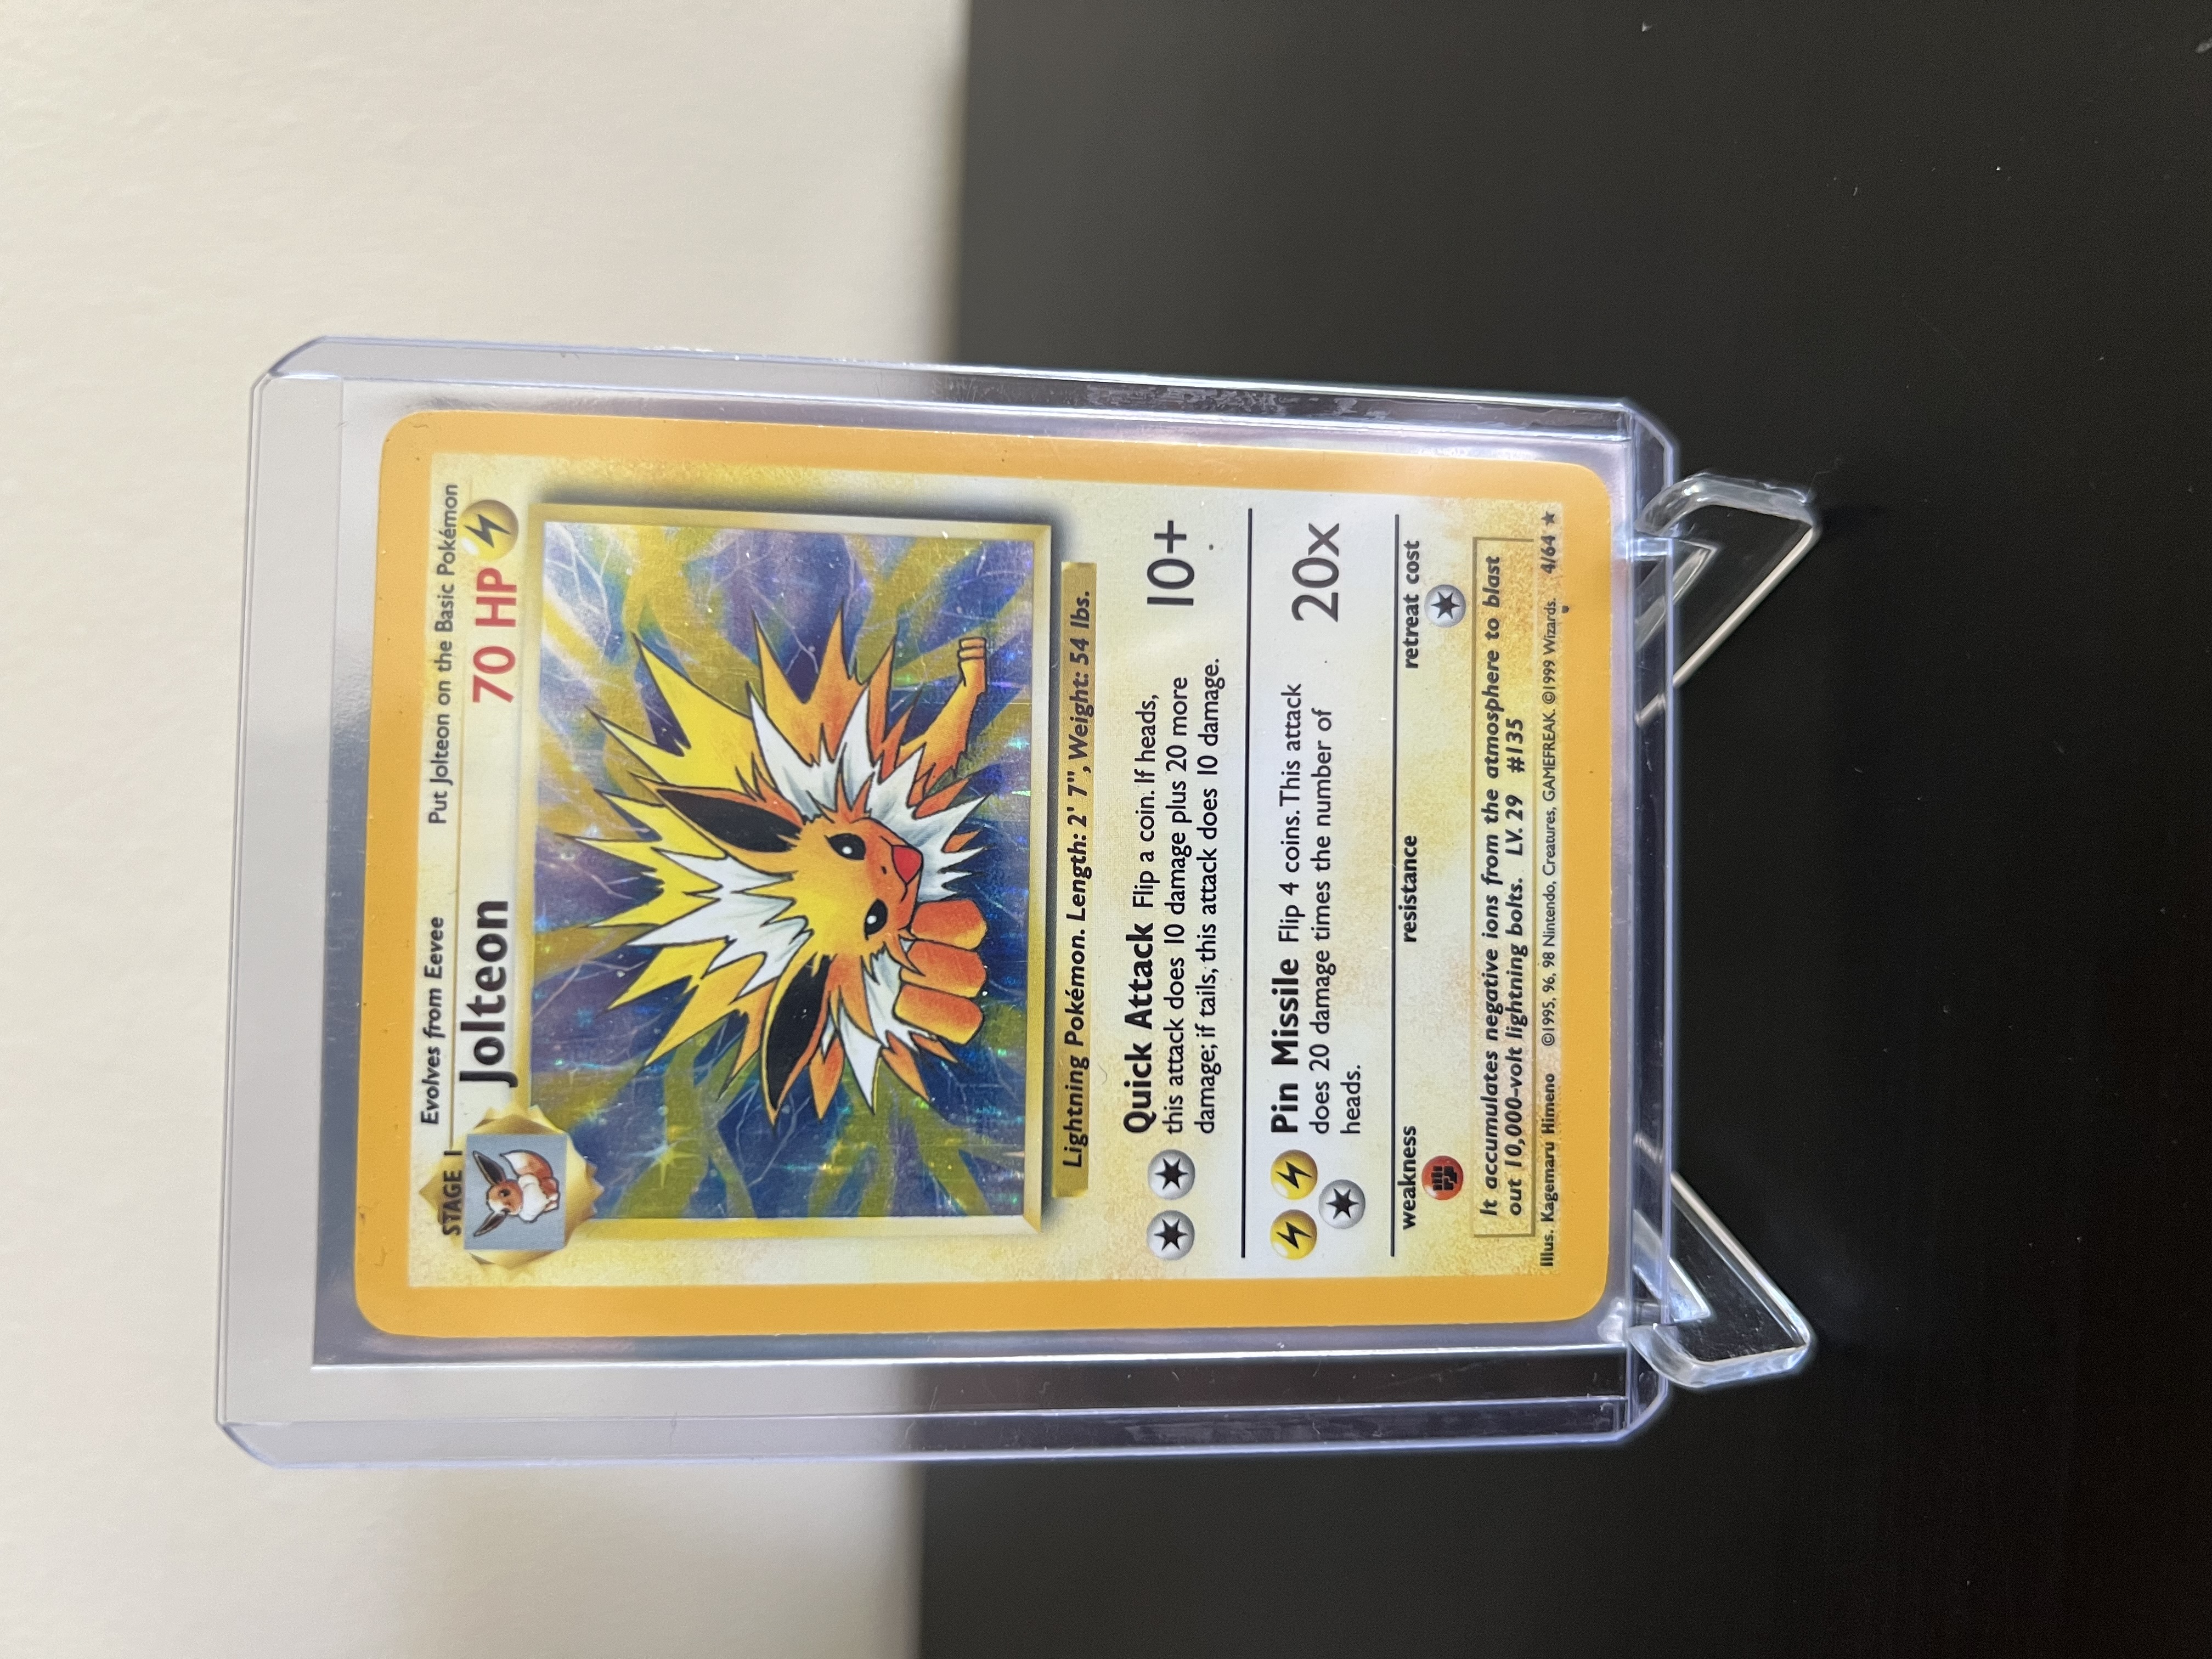 Evolves from Eevee
Put Jolteon on the Basic Pokémon
STAGE 1
Jolteon
70 HP
Lightning Pokémon. Length: 2' 7", Weight: 54 lbs.
Quick Attack Flip a coin. If heads,
this attack does 10 damage plus 20 more
damage; if tails, this attack does 10 damage.
10+
Pin Missile Flip 4 coins. This attack
does 20 damage times the number of
heads.
20x
weakness
resistance
retreat cost
It accumulates negative ions from the atmosphere to blast
out 10,000-volt lightning bolts. LV. 29 #135
Illus. Kagemaru Himeno ©1995, 96, 98 Nintendo, Creatures, GAMEFREAK. ©1999 Wizards. 4/64 ★